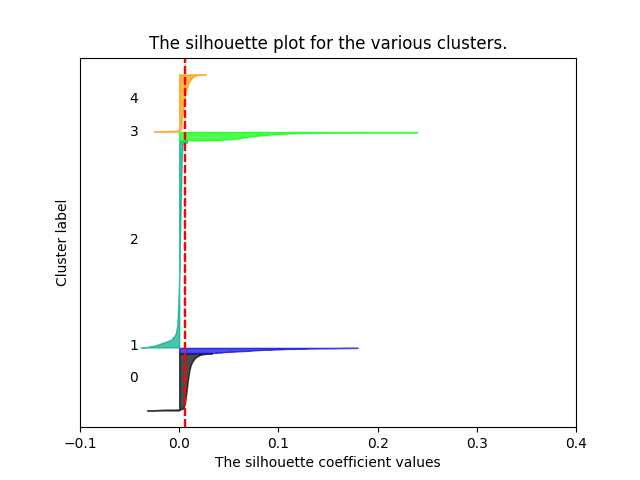 The silhouette plot for the various clusters.
4
3
2
1
0
Cluster label
−0.1 0.0 0.1 0.2 0.3 0.4
The silhouette coefficient values